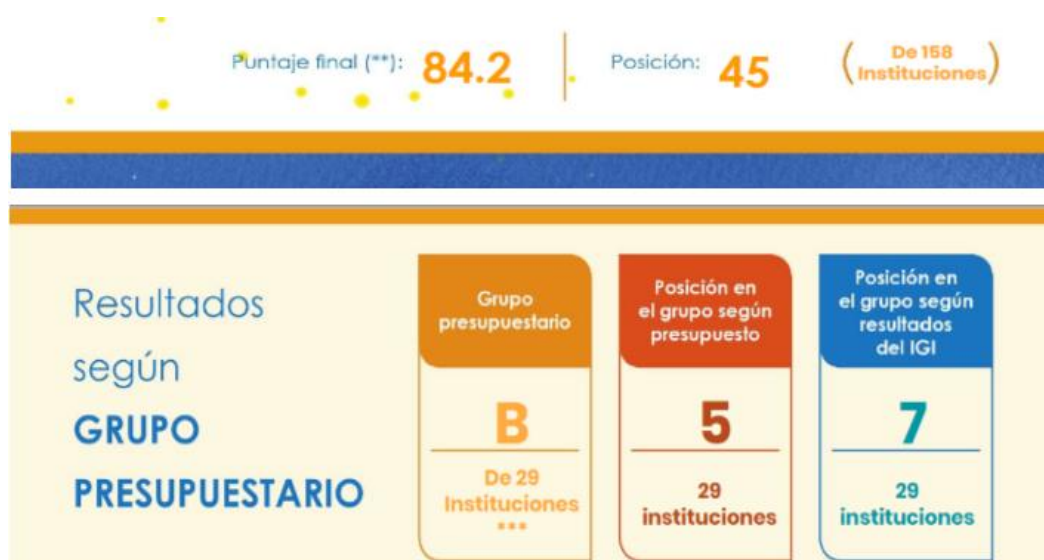 Puntaje final (**): 84.2
Posición: 45
(De 158
Instituciones)
Resultados
según
GRUPO
PRESUPUESTARIO
Grupo
presupuestario
B
De 29
Instituciones
***
Posición en
el grupo según
presupuesto
5
29
instituciones
Posición en
el grupo según
resultados
del IGI
7
29
instituciones